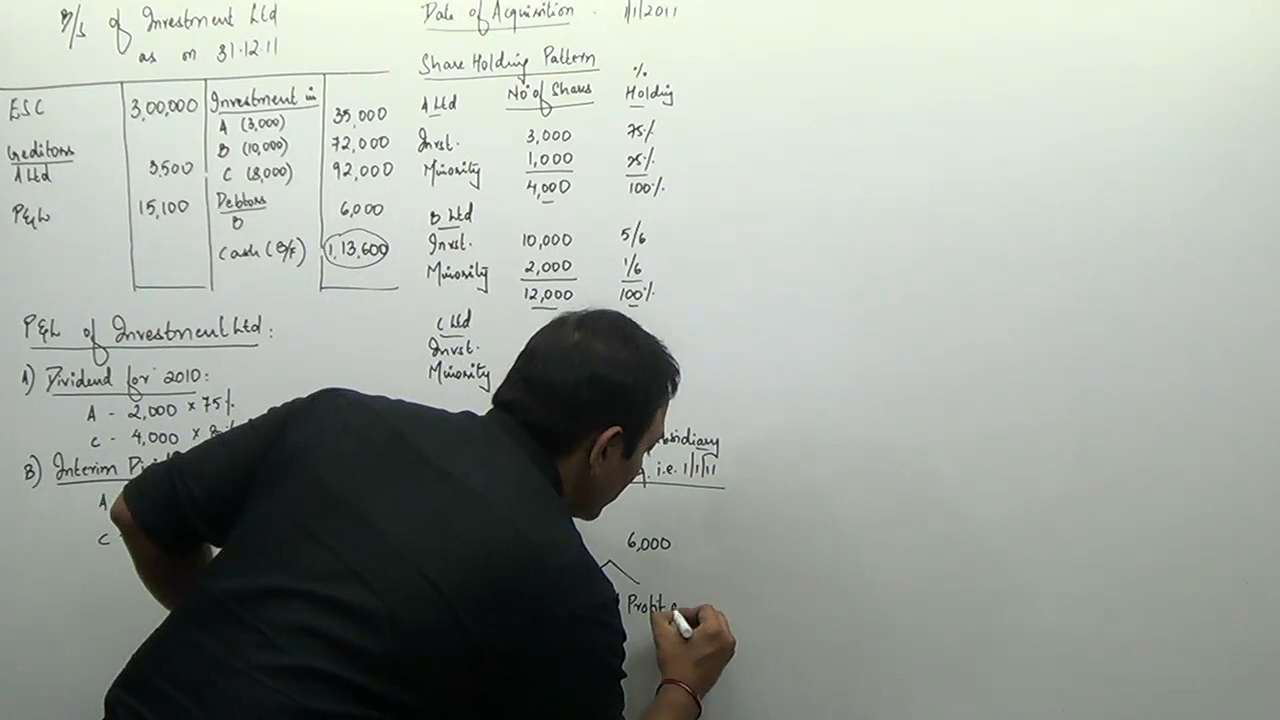 B/S of Investment Ltd
as on 31.12.11
ESC 3,00,000 Investment in
A (3,000) 35,000
Creditors B (10,000) 72,000
A Ltd 3,500 C (8,000) 92,000
P&L 15,100 Debtors
B 6,000
Cash (B/F) 1,13,600
P&L of Investment Ltd:
A) Dividend for 2010:
A - 2,000 × 75%
C - 4,000 ×
B) Interim
A
C
Date of Acquisition - 1/1/2011
Share Holding Pattern
A Ltd No of Shares % Holding
Invst. 3,000 75%
Minority 1,000 25%
4,000 100%
B Ltd
Invst. 10,000 5/6
Minority 2,000 1/6
12,000 100%
C Ltd
Invst.
Minority
i.e. 1/1/11
6,000
Profit